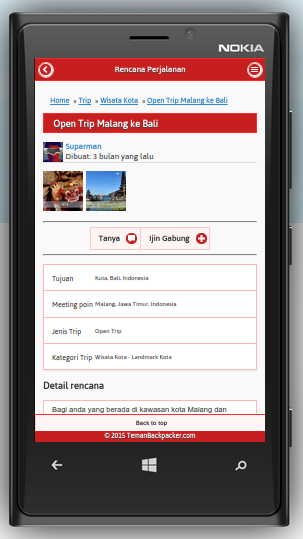 NOKIA
Rencana Perjalanan
Home » Trip » Wisata Kota » Open Trip Malang ke Bali
Open Trip Malang ke Bali
Suparman
Dibuat: 3 bulan yang lalu
Tanya Ijin Gabung
Tujuan Kuta, Bali, Indonesia
Meeting poin Malang, Jawa Timur, Indonesia
Jenis Trip Open Trip
Kategori Trip Wisata Kota - Landmark Kota
Detail rencana
Bagi anda yang berada di kawasan kota Malang dan
Back to top
© 2015 TemanBackpacker.com